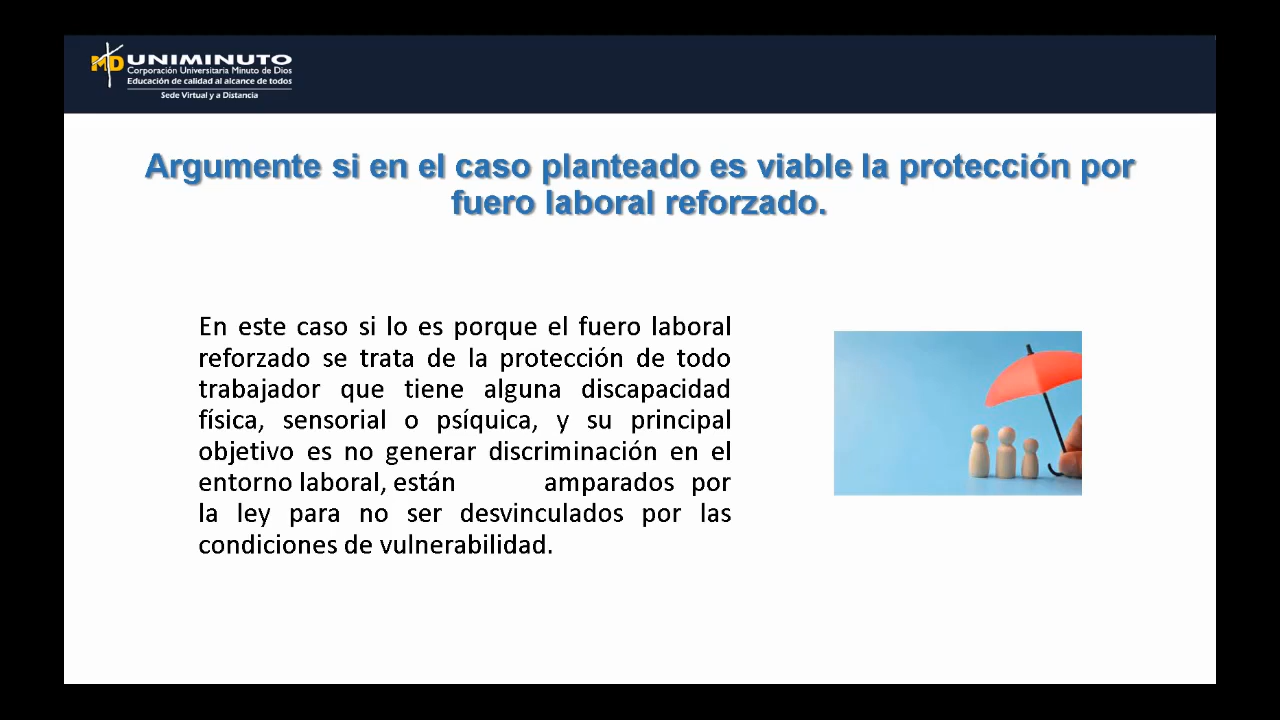 MD UNIMINUTO
Corporación Universitaria Minuto de Dios
Educación de calidad al alcance de todos
Sede Virtual y a Distancia
Argumente si en el caso planteado es viable la protección por
fuero laboral reforzado.
En este caso si lo es porque el fuero laboral
reforzado se trata de la protección de todo
trabajador que tiene alguna discapacidad
física, sensorial o psíquica, y su principal
objetivo es no generar discriminación en el
entorno laboral, están amparados por
la ley para no ser desvinculados por las
condiciones de vulnerabilidad.